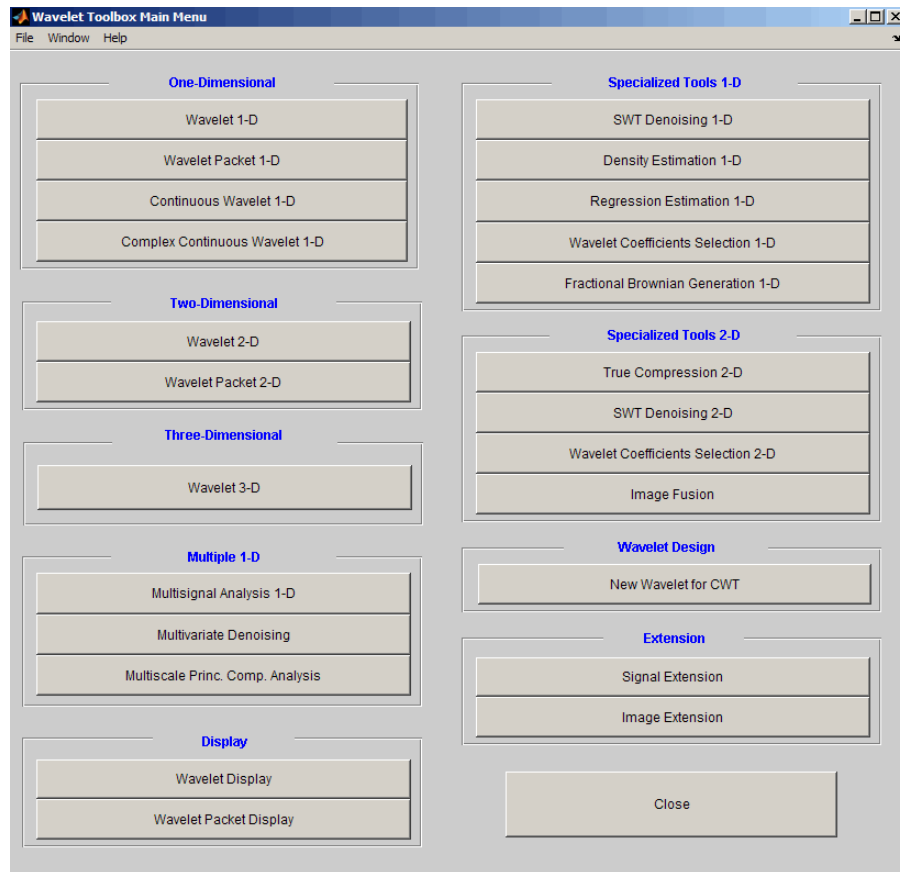 Wavelet Toolbox Main Menu
File Window Help
One-Dimensional
Wavelet 1-D
Wavelet Packet 1-D
Continuous Wavelet 1-D
Complex Continuous Wavelet 1-D
Two-Dimensional
Wavelet 2-D
Wavelet Packet 2-D
Three-Dimensional
Wavelet 3-D
Multiple 1-D
Multisignal Analysis 1-D
Multivariate Denoising
Multiscale Princ. Comp. Analysis
Display
Wavelet Display
Wavelet Packet Display
Specialized Tools 1-D
SWT Denoising 1-D
Density Estimation 1-D
Regression Estimation 1-D
Wavelet Coefficients Selection 1-D
Fractional Brownian Generation 1-D
Specialized Tools 2-D
True Compression 2-D
SWT Denoising 2-D
Wavelet Coefficients Selection 2-D
Image Fusion
Wavelet Design
New Wavelet for CWT
Extension
Signal Extension
Image Extension
Close